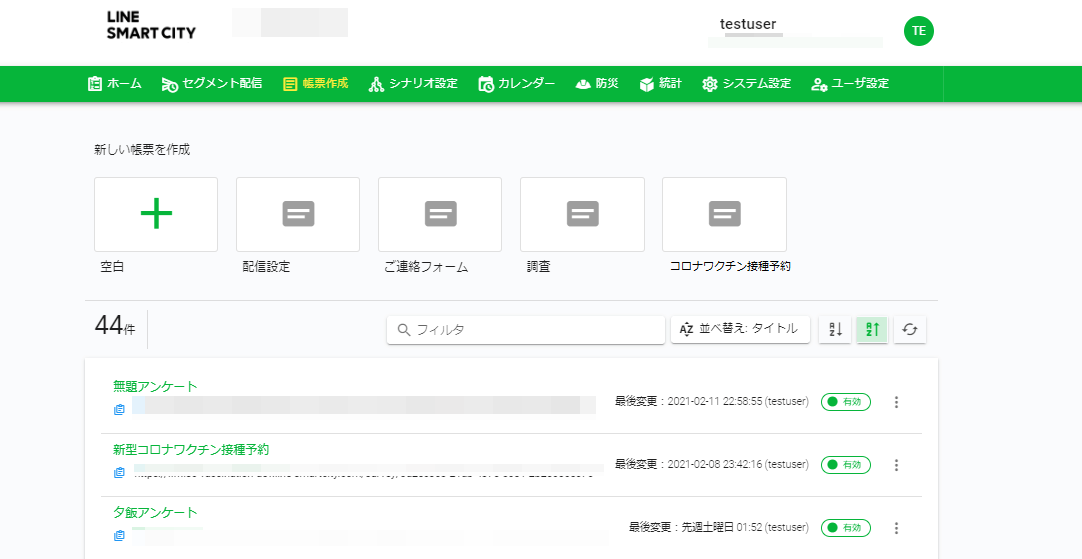 LINE
SMART CITY
testuser
TE
ホーム セグメント配信 帳票作成 シナリオ設定 カレンダー 防災 統計 システム設定 ユーザ設定
新しい帳票を作成
空白 配信設定 ご連絡フォーム 調査 コロナワクチン接種予約
44件 フィルタ 並べ替え: タイトル
無題アンケート
最後変更：2021-02-11 22:58:55 (testuser) 有効
新型コロナワクチン接種予約
最後変更：2021-02-08 23:42:16 (testuser) 有効
夕飯アンケート
最後変更：先週土曜日 01:52 (testuser) 有効